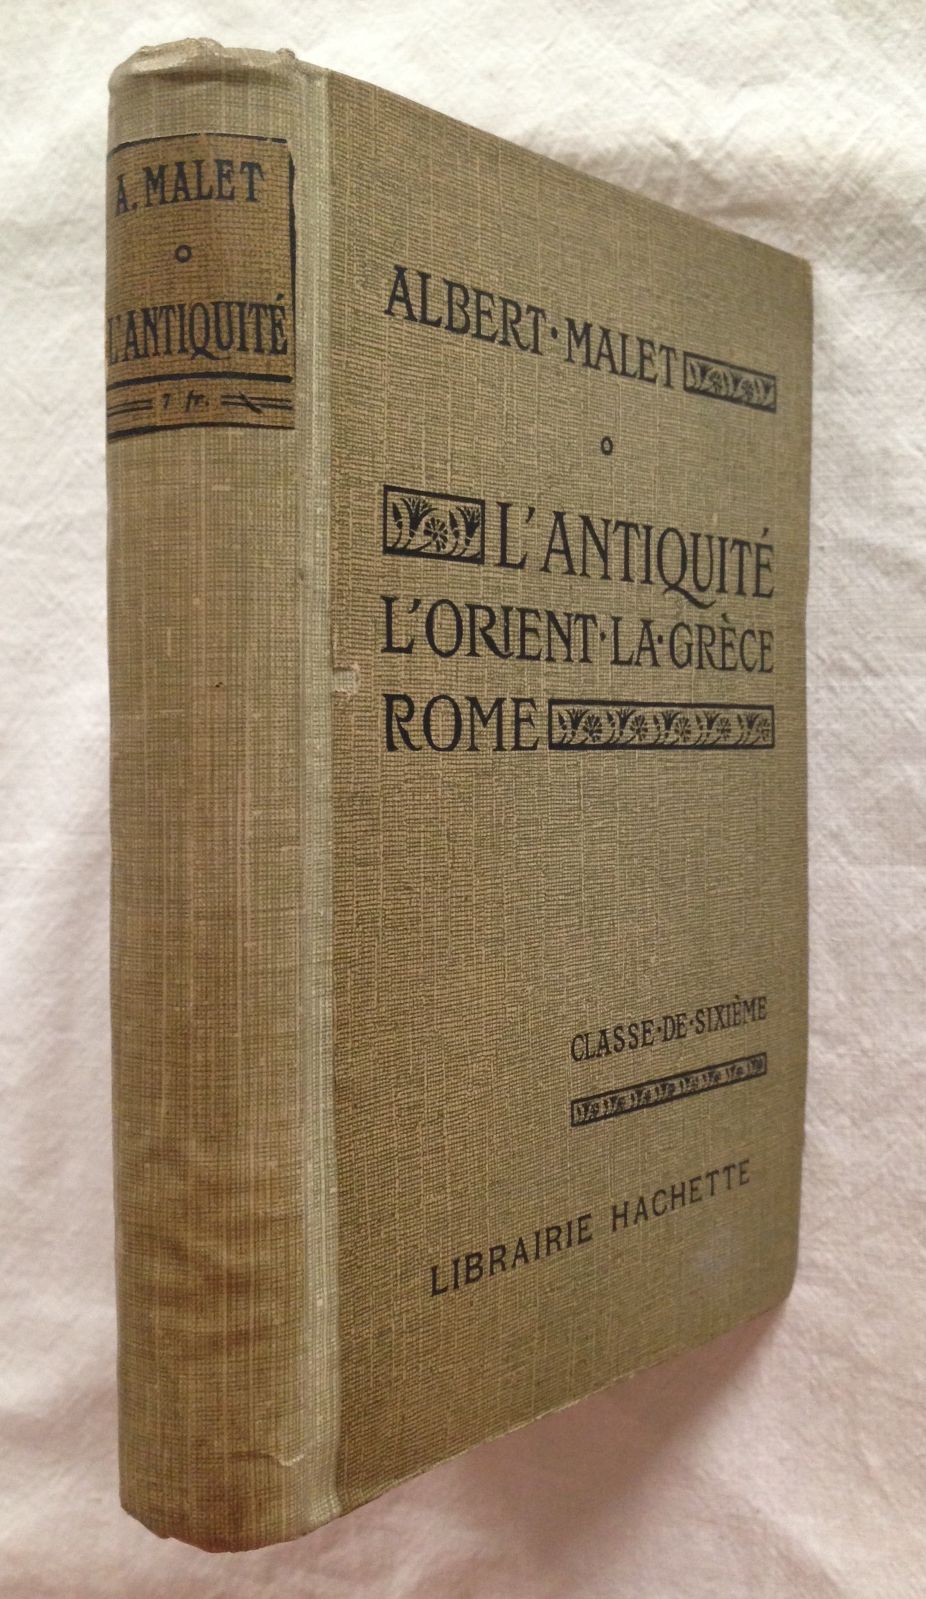 A. MALET
L'ANTIQUITÉ
7 fr.
ALBERT·MALET
L'ANTIQUITÉ
L'ORIENT·LA·GRÈCE
ROME
CLASSE·DE·SIXIÈME
LIBRAIRIE HACHETTE